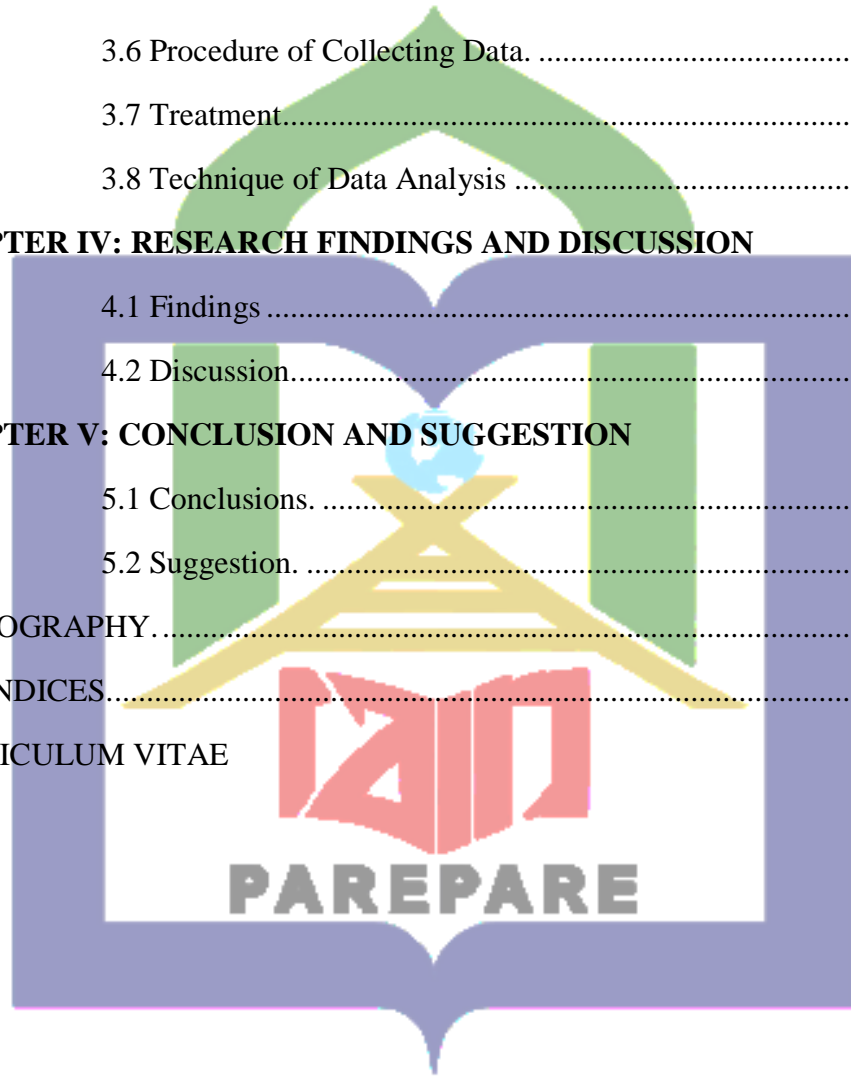 3.6 Procedure of Collecting Data. ........................................
3.7 Treatment........................................
3.8 Technique of Data Analysis ........................................
PTER IV: RESEARCH FINDINGS AND DISCUSSION
4.1 Findings ........................................
4.2 Discussion........................................
PTER V: CONCLUSION AND SUGGESTION
5.1 Conclusions. ........................................
5.2 Suggestion. ........................................
OGRAPHY. ........................................
NDICES........................................
ICULUM VITAE
PAREPARE